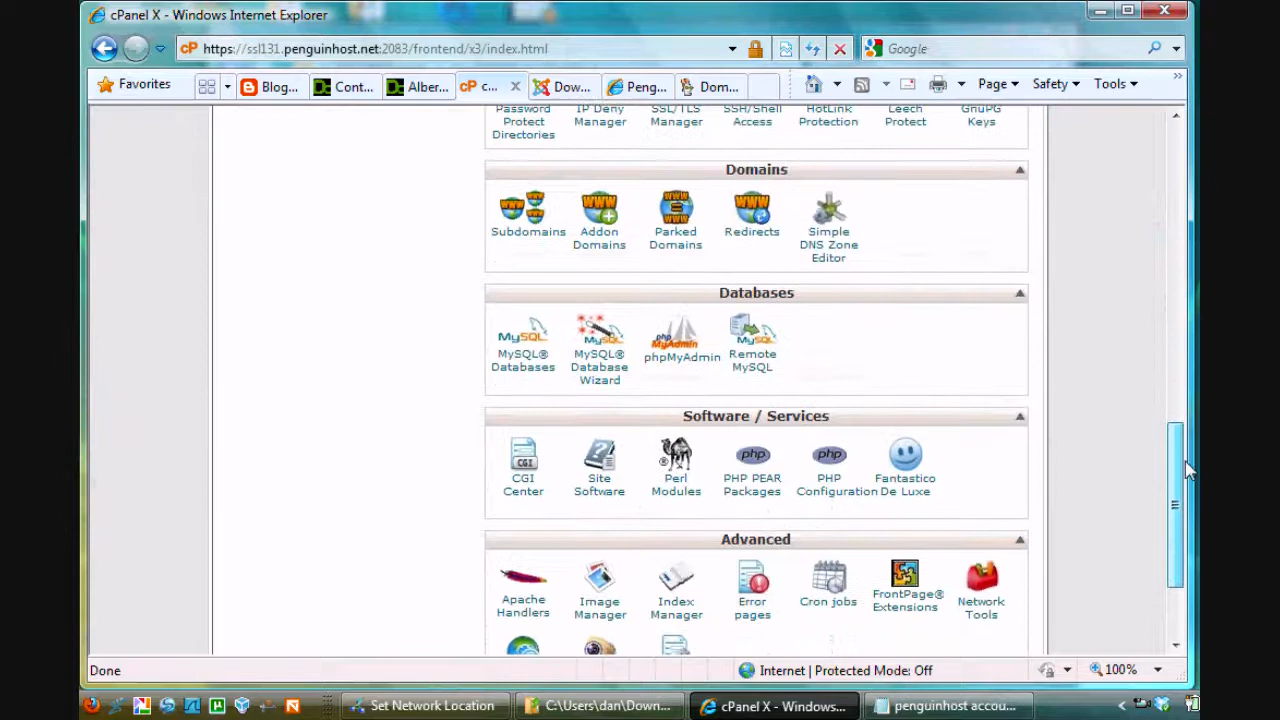 cPanel X - Windows Internet Explorer
cP https://ssl131.penguinhost.net:2083/frontend/x3/index.html
Google
Favorites
Blog...
Cont...
Alber...
cP c...
Dow...
Peng...
Dom...
Page
Safety
Tools
Password Protect Directories
IP Deny Manager
SSL/TLS Manager
SSH/Shell Access
HotLink Protection
Leech Protect
GnuPG Keys
Domains
Subdomains
Addon Domains
Parked Domains
Redirects
Simple DNS Zone Editor
Databases
MySQL® Databases
MySQL® Database Wizard
phpMyAdmin
Remote MySQL
Software / Services
CGI Center
Site Software
Perl Modules
PHP PEAR Packages
PHP Configuration
Fantastico De Luxe
Advanced
Apache Handlers
Image Manager
Index Manager
Error pages
Cron jobs
FrontPage® Extensions
Network Tools
Done
Internet | Protected Mode: Off
100%
Set Network Location
C:\Users\dan\Down...
cPanel X - Windows...
penguinhost accou...